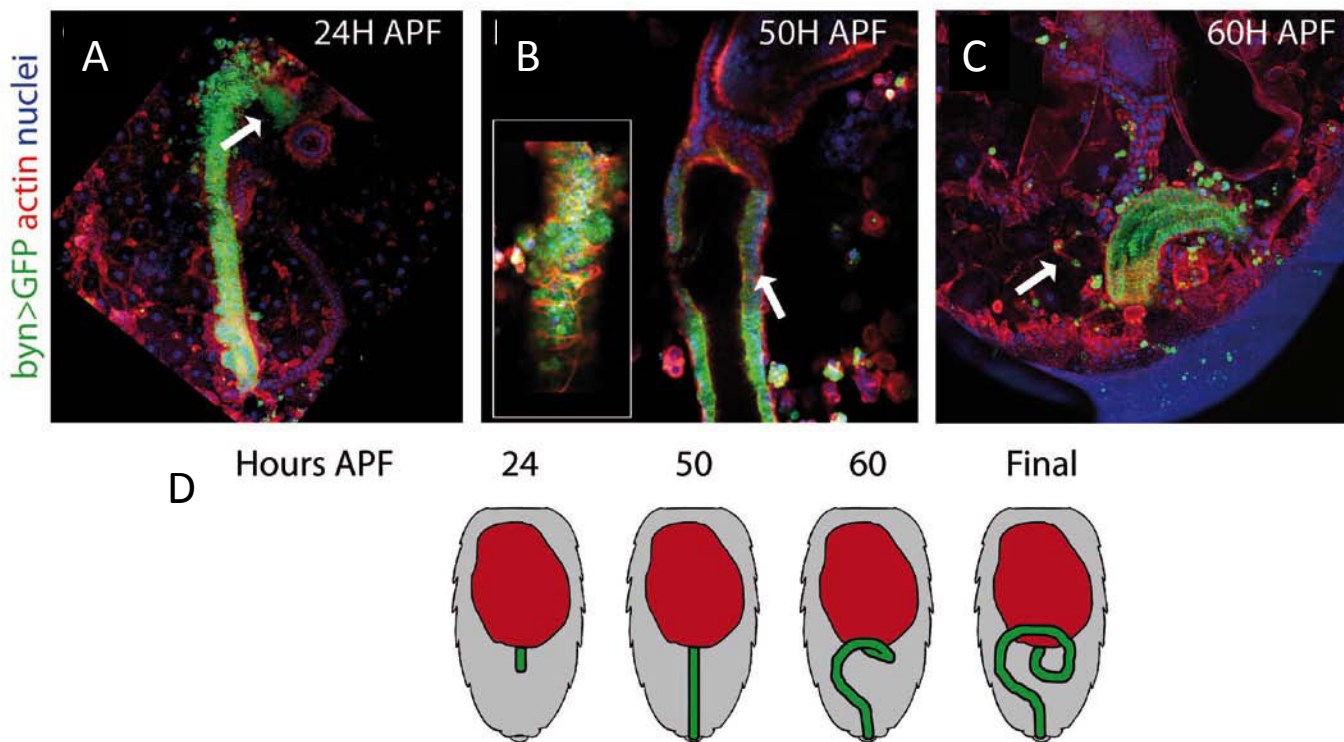 byn>GFP actin nuclei
A
24H APF
B
50H APF
C
60H APF
D
Hours APF 24 50 60 Final